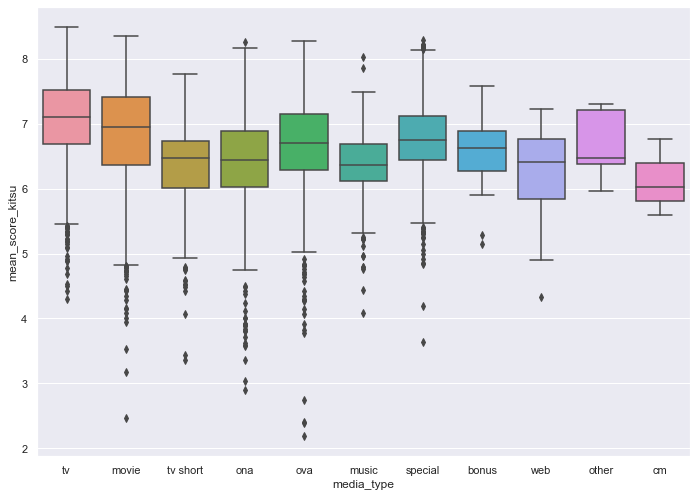 mean_score_kitsu
8
7
6
5
4
3
2
tv movie tv short ona ova music special bonus web other cm
media_type